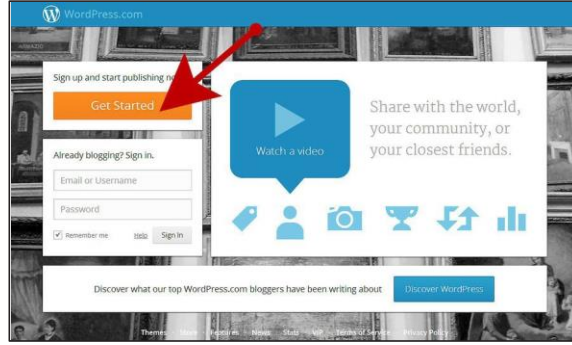 WordPress.com
Sign up and start publishing
Get Started
Already blogging? Sign in.
Email or Username
Password
Remember me Help Sign In
Watch a video
Share with the world,
your community, or
your closest friends.
Discover what our top WordPress.com bloggers have been writing about
Discover WordPress
Themes Store Features News Stats VIP Terms of Service Privacy Policy